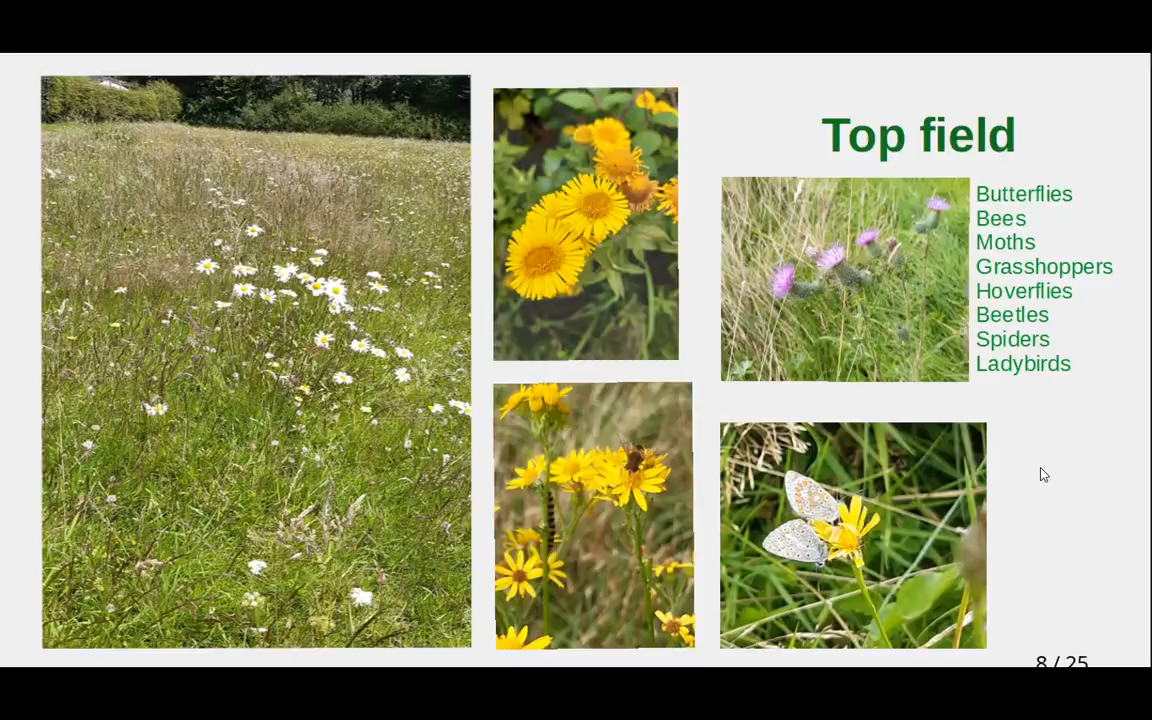 Top field
Butterflies
Bees
Moths
Grasshoppers
Hoverflies
Beetles
Spiders
Ladybirds
8 / 25